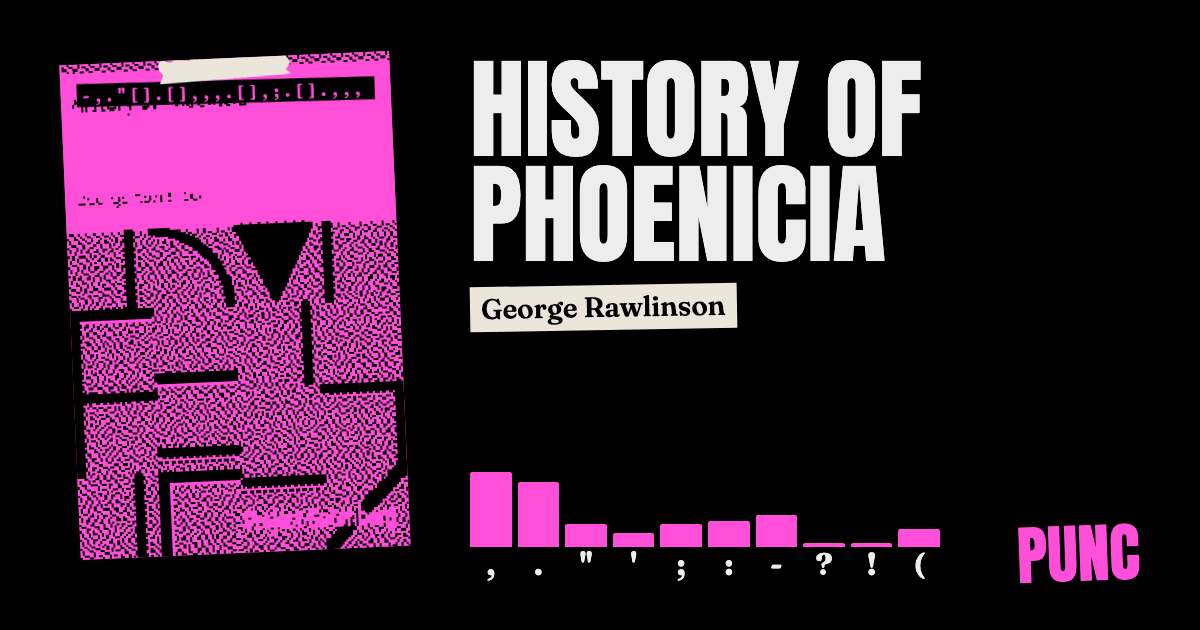 -,."[].[],,,.[],;.[].,,,
HISTORY OF
PHOENICIA
George Rawlinson
, . " ' ; : - ? ! (
PUNC